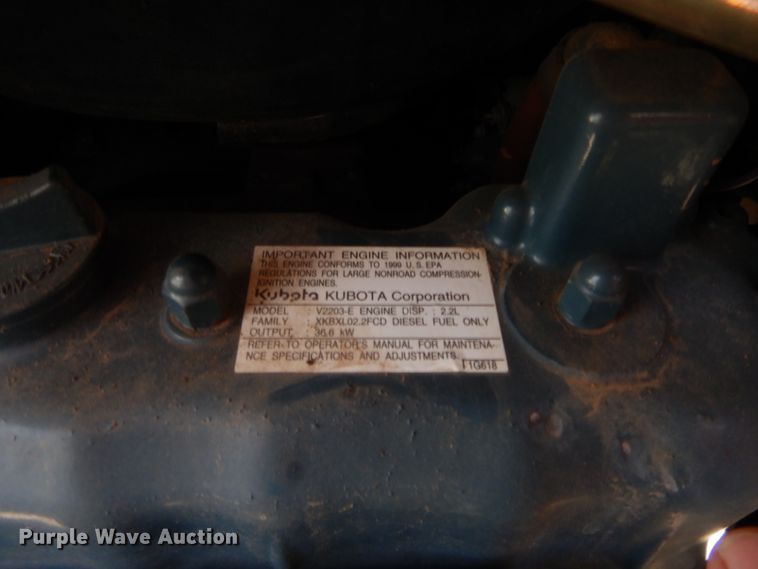 IMPORTANT ENGINE INFORMATION
THIS ENGINE CONFORMS TO 1999 U.S. EPA
REGULATIONS FOR LARGE NONROAD COMPRESSION-
IGNITION ENGINES.
Kubota KUBOTA Corporation
MODEL : V2203-E ENGINE DISP. : 2.2L
FAMILY : XKBXL02.2FCD DIESEL FUEL ONLY
OUTPUT : 36.6 kW
REFER TO OPERATOR'S MANUAL FOR MAINTENA-
NCE SPECIFICATIONS AND ADJUSTMENTS.
1G618
Purple Wave Auction